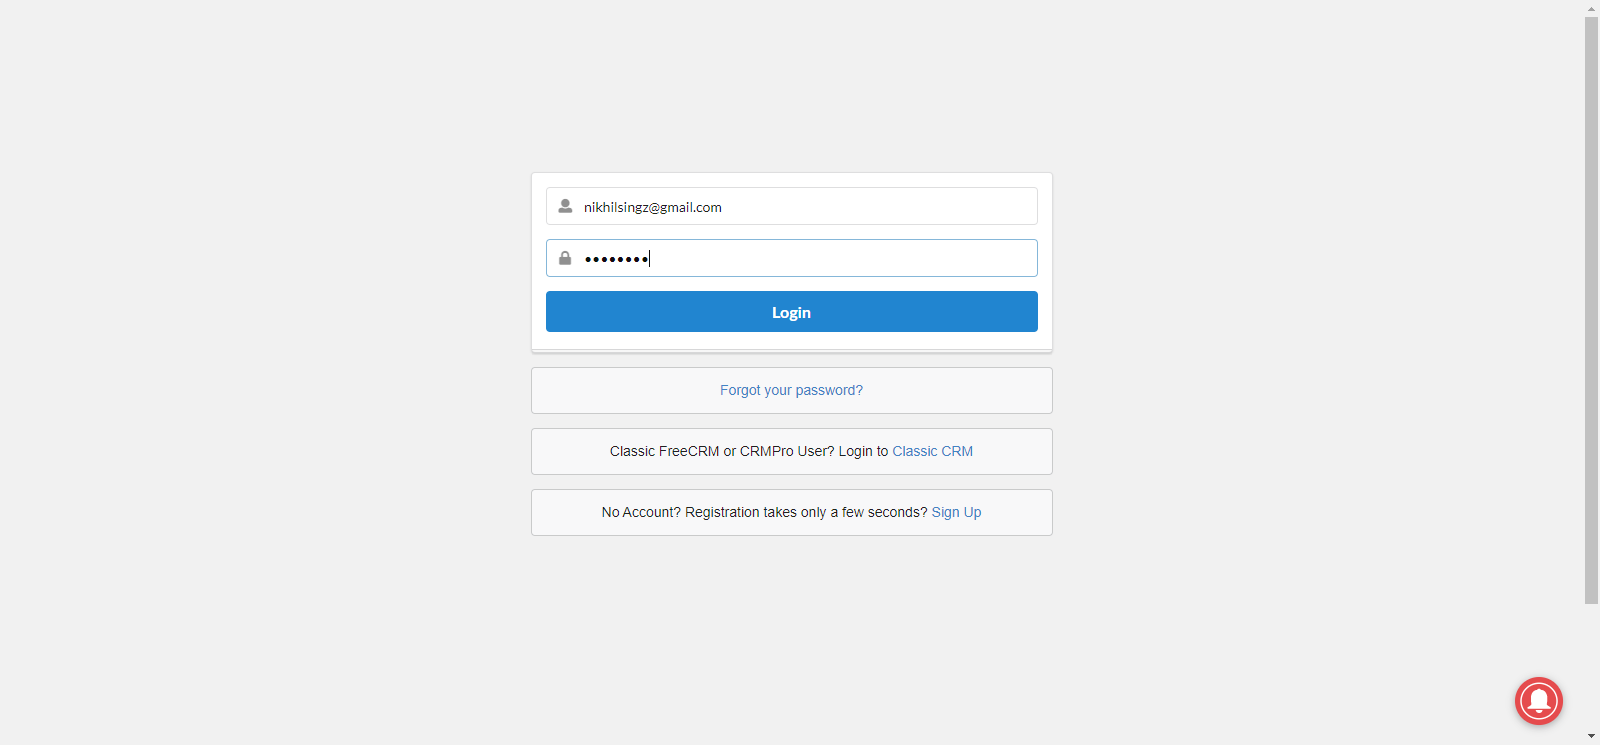 nikhilsingz@gmail.com
••••••••
Login
Forgot your password?
Classic FreeCRM or CRMPro User? Login to Classic CRM
No Account? Registration takes only a few seconds? Sign Up